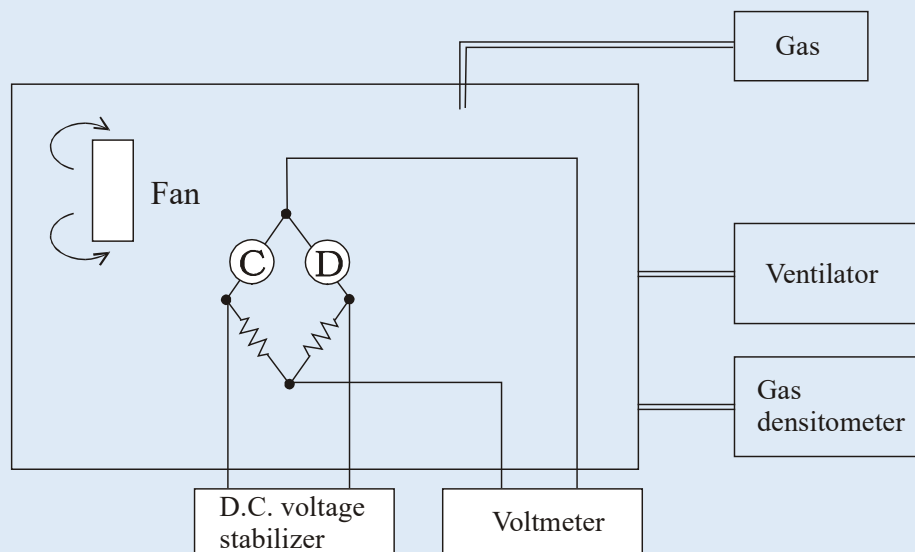 Gas
Fan
C
D
Ventilator
Gas
densitometer
D.C. voltage
stabilizer
Voltmeter